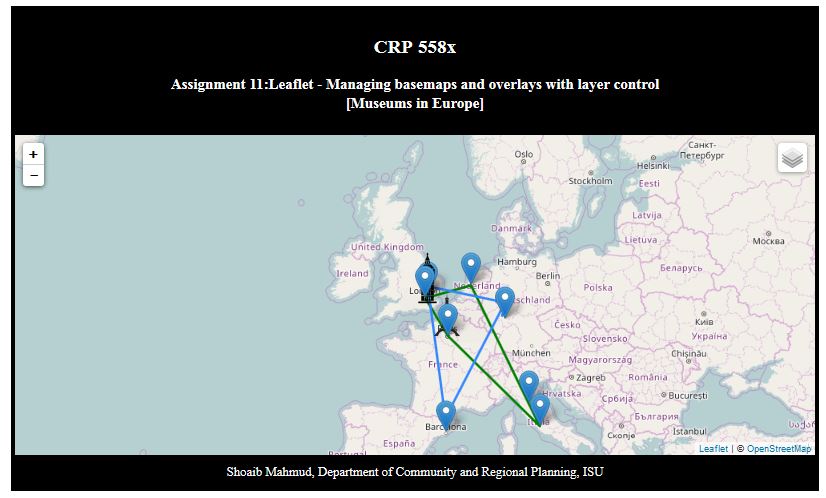 CRP 558x
Assignment 11:Leaflet - Managing basemaps and overlays with layer control
[Museums in Europe]
+
−
Oslo
Санкт-
Петербург
Helsinki
Stockholm
Eesti
Latvija
Danmark
Lietuva
Москва
United Kingdom
Hamburg
Беларусь
Ireland
Berlin
Nederland
Polska
Deutschland
Київ
Česko
Україна
Slovensko
München
Chișinău
France
Magyarország
Zagreb
România
Hrvatska
București
Србија
България
Barcelona
Italia
Скопје
İstanbul
España
Portugal
Leaflet | © OpenStreetMap
Shoaib Mahmud, Department of Community and Regional Planning, ISU